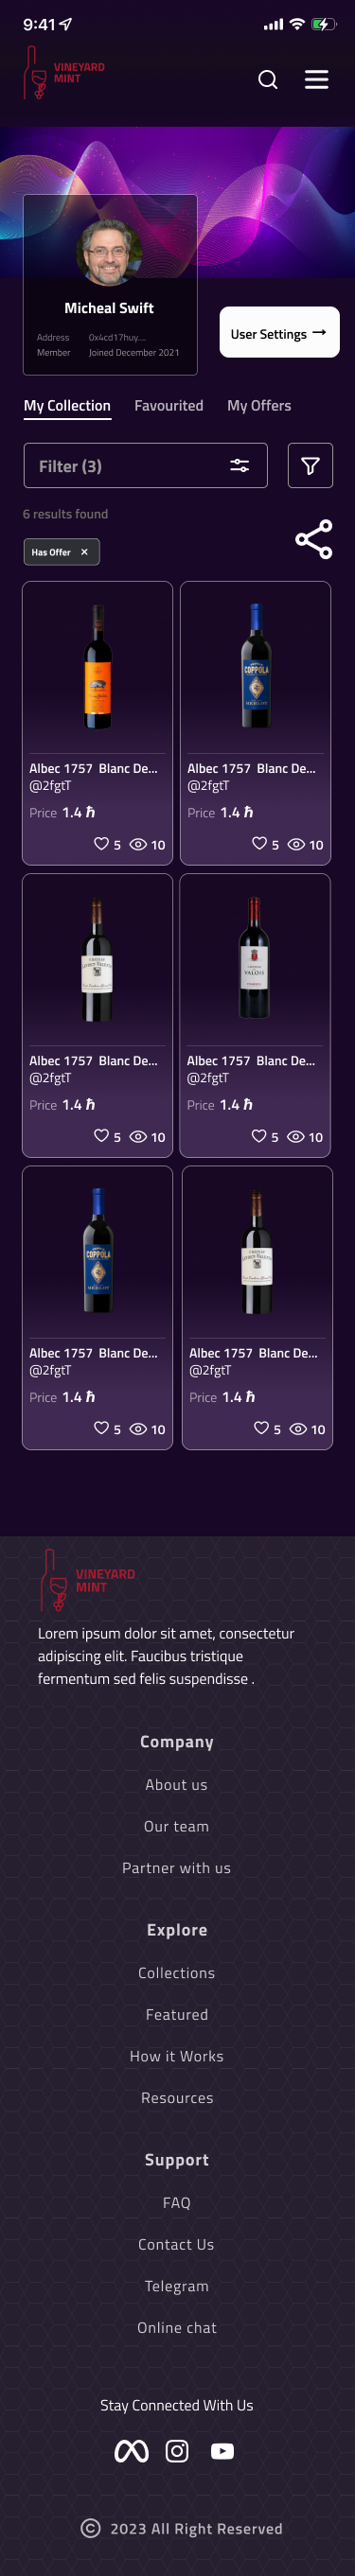 9:41
VINEYARD
MINT
Micheal Swift
Address 0x4cd17huy....
Member Joined December 2021
User Settings
My Collection Favourited My Offers
Filter (3)
6 results found
Has Offer ×
COPPOLA
Albec 1757 Blanc De...
@2fgtT
Price 1.4 ℏ
5 10
Albec 1757 Blanc De...
@2fgtT
Price 1.4 ℏ
5 10
VALOIS
Albec 1757 Blanc De...
@2fgtT
Price 1.4 ℏ
5 10
Albec 1757 Blanc De...
@2fgtT
Price 1.4 ℏ
5 10
COPPOLA
Albec 1757 Blanc De...
@2fgtT
Price 1.4 ℏ
5 10
Albec 1757 Blanc De...
@2fgtT
Price 1.4 ℏ
5 10
VINEYARD
MINT
Lorem ipsum dolor sit amet, consectetur
adipiscing elit. Faucibus tristique
fermentum sed felis suspendisse .
Company
About us
Our team
Partner with us
Explore
Collections
Featured
How it Works
Resources
Support
FAQ
Contact Us
Telegram
Online chat
Stay Connected With Us
© 2023 All Right Reserved